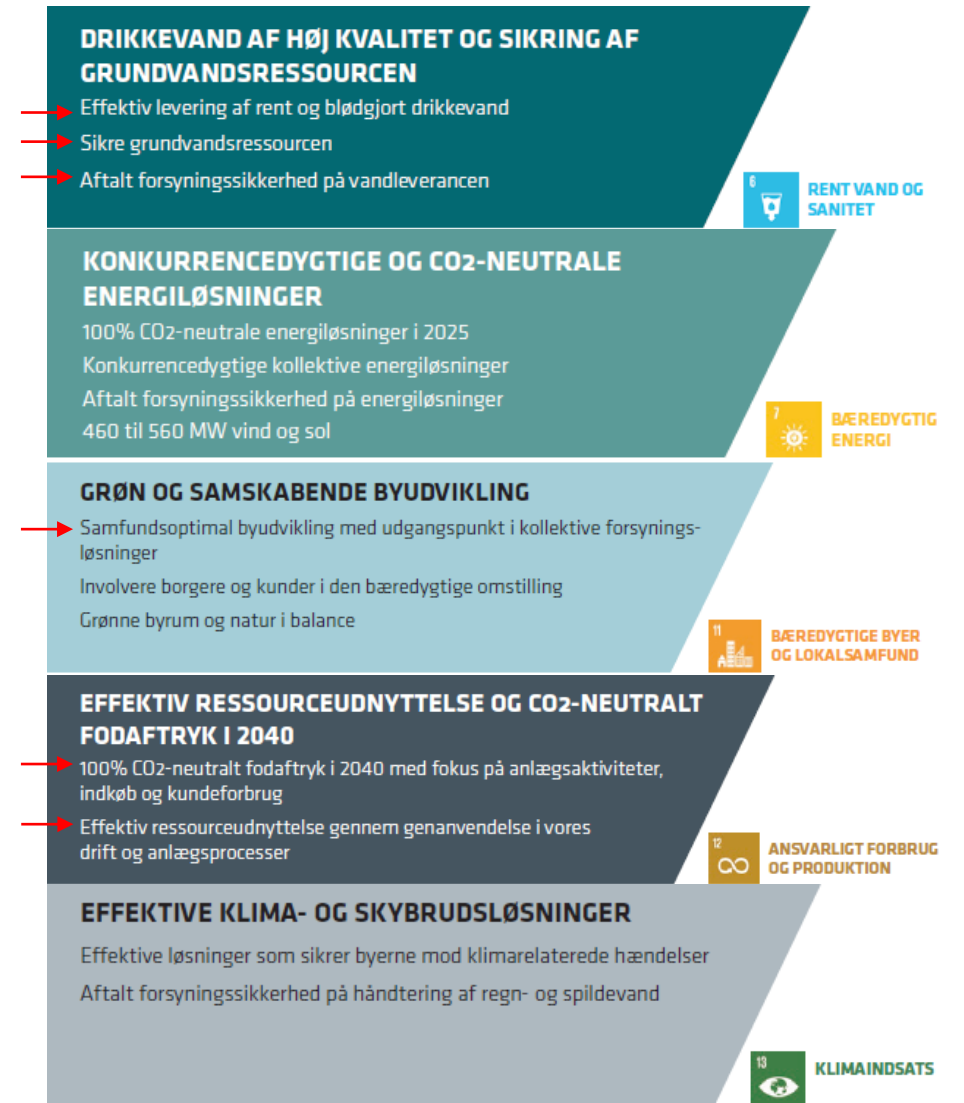 DRIKKEVAND AF HØJ KVALITET OG SIKRING AF
GRUNDVANDSRESSOURCEN
Effektiv levering af rent og blødgjort drikkevand
Sikre grundvandsressourcen
Aftalt forsyningssikkerhed på vandleverancen
6
RENT VAND OG
SANITET
KONKURRENCEDYGTIGE OG CO2-NEUTRALE
ENERGILØSNINGER
100% CO2-neutrale energiløsninger i 2025
Konkurrencedygtige kollektive energiløsninger
Aftalt forsyningssikkerhed på energiløsninger
460 til 560 MW vind og sol
7
BÆREDYGTIG
ENERGI
GRØN OG SAMSKABENDE BYUDVIKLING
Samfundsoptimal byudvikling med udgangspunkt i kollektive forsynings-
løsninger
Involvere borgere og kunder i den bæredygtige omstilling
Grønne byrum og natur i balance
11
BÆREDYGTIGE BYER
OG LOKALSAMFUND
EFFEKTIV RESSOURCEUDNYTTELSE OG CO2-NEUTRALT
FODAFTRYK I 2040
100% CO2-neutralt fodaftryk i 2040 med fokus på anlægsaktiviteter,
indkøb og kundeforbrug
Effektiv ressourceudnyttelse gennem genanvendelse i vores
drift og anlægsprocesser
12
ANSVARLIGT FORBRUG
OG PRODUKTION
EFFEKTIVE KLIMA- OG SKYBRUDSLØSNINGER
Effektive løsninger som sikrer byerne mod klimarelaterede hændelser
Aftalt forsyningssikkerhed på håndtering af regn- og spildevand
13
KLIMAINDSATS